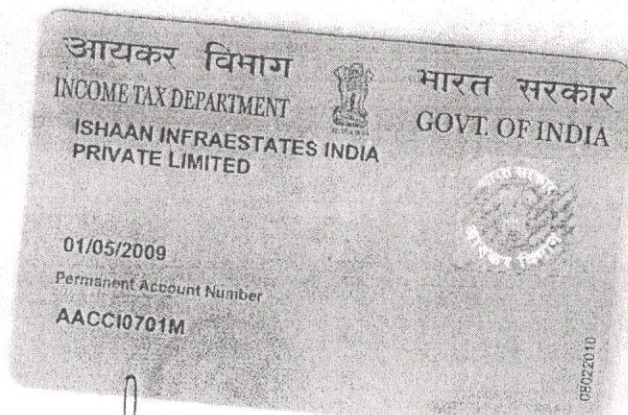 आयकर विभाग
INCOME TAX DEPARTMENT
भारत सरकार
GOVT. OF INDIA
ISHAAN INFRAESTATES INDIA
PRIVATE LIMITED
01/05/2009
Permanent Account Number
AACCI0701M
08022010